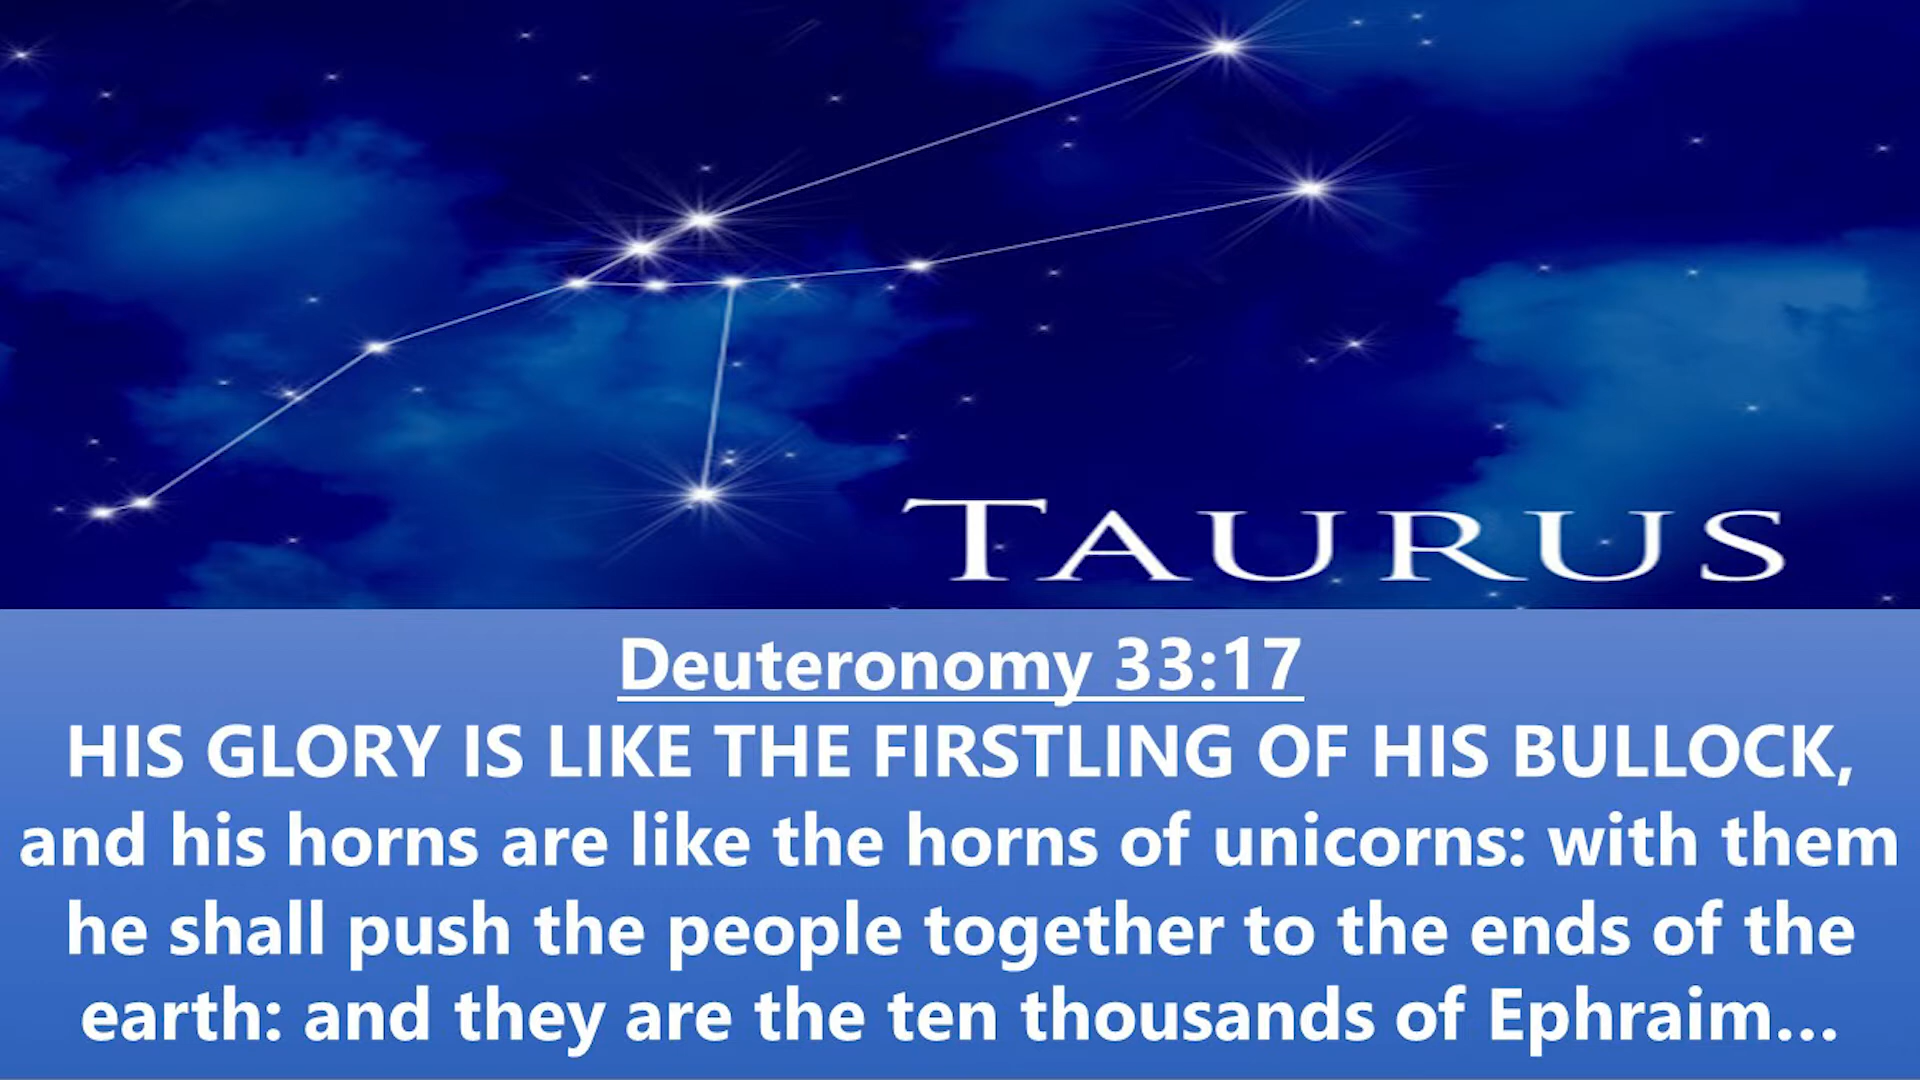 TAURUS
Deuteronomy 33:17
HIS GLORY IS LIKE THE FIRSTLING OF HIS BULLOCK,
and his horns are like the horns of unicorns: with them
he shall push the people together to the ends of the
earth: and they are the ten thousands of Ephraim...